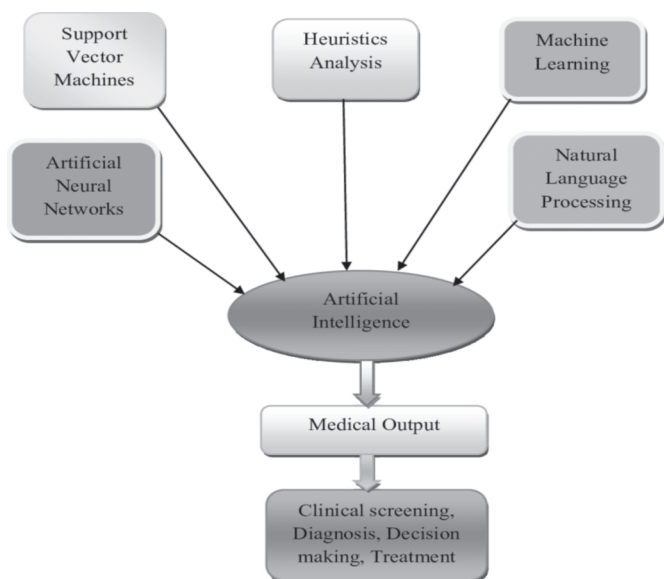 Support
Vector
Machines
Heuristics
Analysis
Machine
Learning
Artificial
Neural
Networks
Natural
Language
Processing
Artificial
Intelligence
Medical Output
Clinical screening,
Diagnosis, Decision
making, Treatment